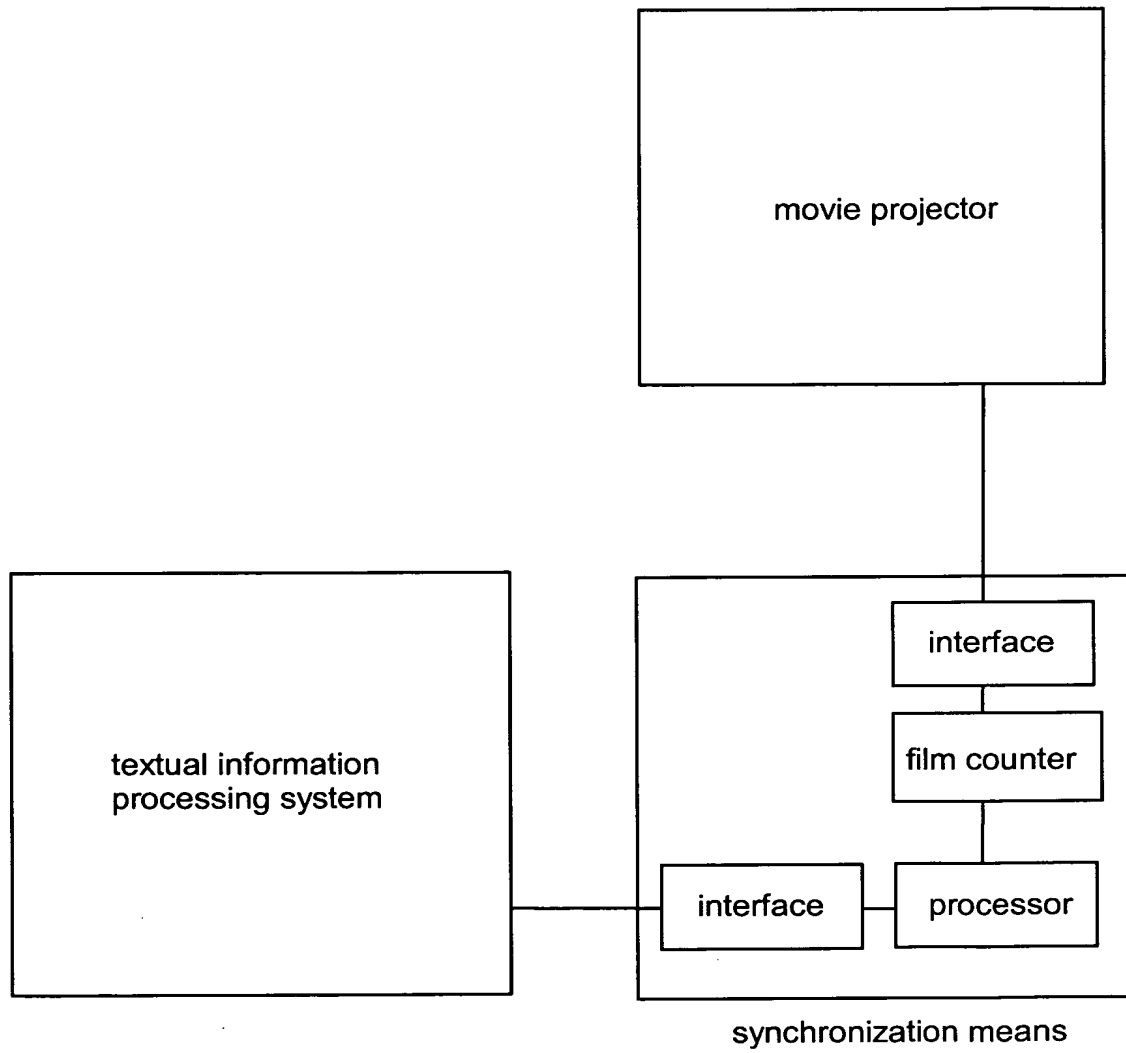 movie projector
interface
film counter
textual information
processing system
interface
processor
synchronization means